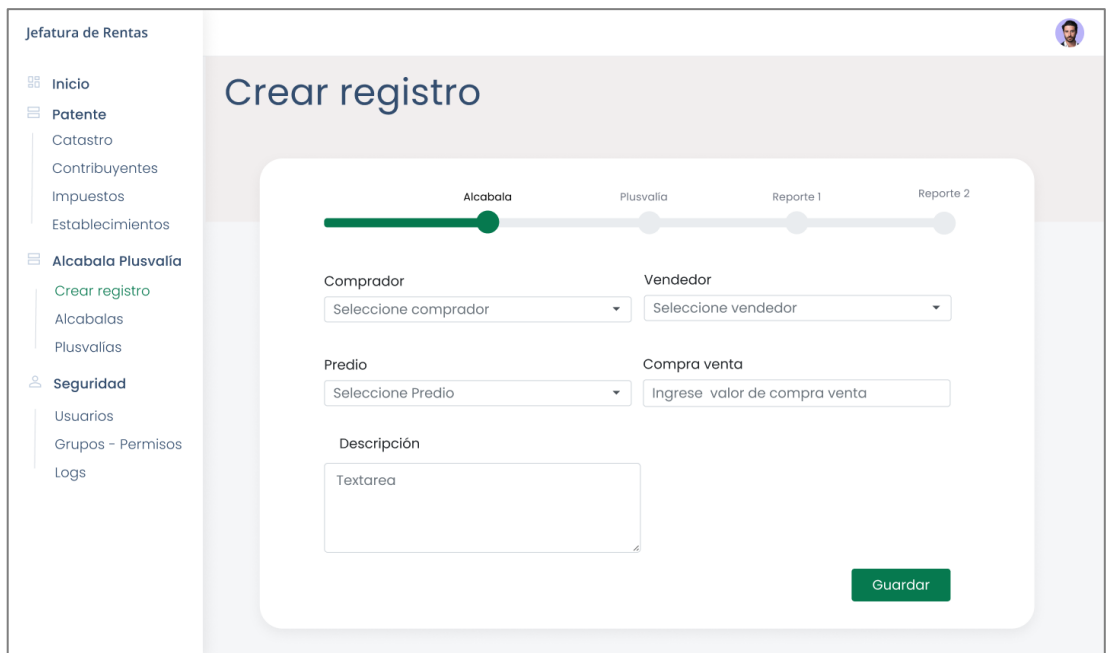 Jefatura de Rentas
Inicio
Patente
Catastro
Contribuyentes
Impuestos
Establecimientos
Alcabala Plusvalía
Crear registro
Alcabalas
Plusvalías
Seguridad
Usuarios
Grupos - Permisos
Logs
Crear registro
Alcabala Plusvalía Reporte 1 Reporte 2
Comprador Vendedor
Seleccione comprador Seleccione vendedor
Predio Compra venta
Seleccione Predio Ingrese valor de compra venta
Descripción
Textarea
Guardar